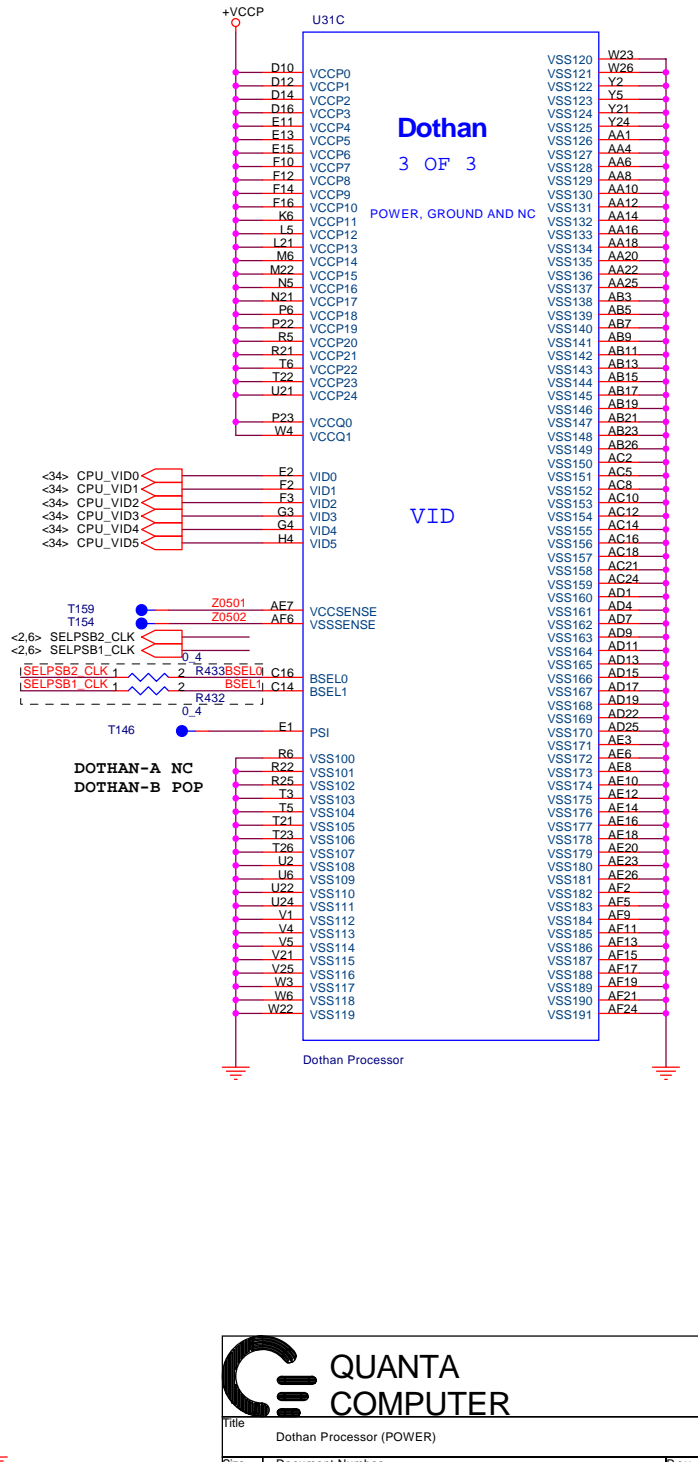 +VCCP
U31C
Dothan
3 OF 3
POWER, GROUND AND NC
D10 VCCP0
D12 VCCP1
D14 VCCP2
D16 VCCP3
E11 VCCP4
E13 VCCP5
E15 VCCP6
F10 VCCP7
F12 VCCP8
F14 VCCP9
F16 VCCP10
K6 VCCP11
L5 VCCP12
L21 VCCP13
M6 VCCP14
M22 VCCP15
N5 VCCP16
N21 VCCP17
P6 VCCP18
P22 VCCP19
R5 VCCP20
R21 VCCP21
T6 VCCP22
T22 VCCP23
U21 VCCP24
P23 VCCQ0
W4 VCCQ1
<34> CPU_VID0 E2 VID0
<34> CPU_VID1 F2 VID1
<34> CPU_VID2 F3 VID2
<34> CPU_VID3 G3 VID3
<34> CPU_VID4 G4 VID4
<34> CPU_VID5 H4 VID5
VID
T159 Z0501 AE7 VCCSENSE
T154 Z0502 AF6 VSSSENSE
<2,6> SELPSB2_CLK
<2,6> SELPSB1_CLK
0_4
SELPSB2_CLK 1 2 R433 BSEL0 C16 BSEL0
SELPSB1_CLK 1 2 BSEL1 C14 BSEL1
R432
0_4
T146 E1 PSI
DOTHAN-A NC
DOTHAN-B POP
R6 VSS100
R22 VSS101
R25 VSS102
T3 VSS103
T5 VSS104
T21 VSS105
T23 VSS106
T26 VSS107
U2 VSS108
U6 VSS109
U22 VSS110
U24 VSS111
V1 VSS112
V4 VSS113
V5 VSS114
V21 VSS115
V25 VSS116
W3 VSS117
W6 VSS118
W22 VSS119
VSS120 W23
VSS121 W26
VSS122 Y2
VSS123 Y5
VSS124 Y21
VSS125 Y24
VSS126 AA1
VSS127 AA4
VSS128 AA6
VSS129 AA8
VSS130 AA10
VSS131 AA12
VSS132 AA14
VSS133 AA16
VSS134 AA18
VSS135 AA20
VSS136 AA22
VSS137 AA25
VSS138 AB3
VSS139 AB5
VSS140 AB7
VSS141 AB9
VSS142 AB11
VSS143 AB13
VSS144 AB15
VSS145 AB17
VSS146 AB19
VSS147 AB21
VSS148 AB23
VSS149 AB26
VSS150 AC2
VSS151 AC5
VSS152 AC8
VSS153 AC10
VSS154 AC12
VSS155 AC14
VSS156 AC16
VSS157 AC18
VSS158 AC21
VSS159 AC24
VSS160 AD1
VSS161 AD4
VSS162 AD7
VSS163 AD9
VSS164 AD11
VSS165 AD13
VSS166 AD15
VSS167 AD17
VSS168 AD19
VSS169 AD22
VSS170 AD25
VSS171 AE3
VSS172 AE6
VSS173 AE8
VSS174 AE10
VSS175 AE12
VSS176 AE14
VSS177 AE16
VSS178 AE18
VSS179 AE20
VSS180 AE23
VSS181 AE26
VSS182 AF2
VSS183 AF5
VSS184 AF9
VSS185 AF11
VSS186 AF13
VSS187 AF15
VSS188 AF17
VSS189 AF19
VSS190 AF21
VSS191 AF24
Dothan Processor
QUANTA
COMPUTER
Title
Dothan Processor (POWER)
Size Document Number